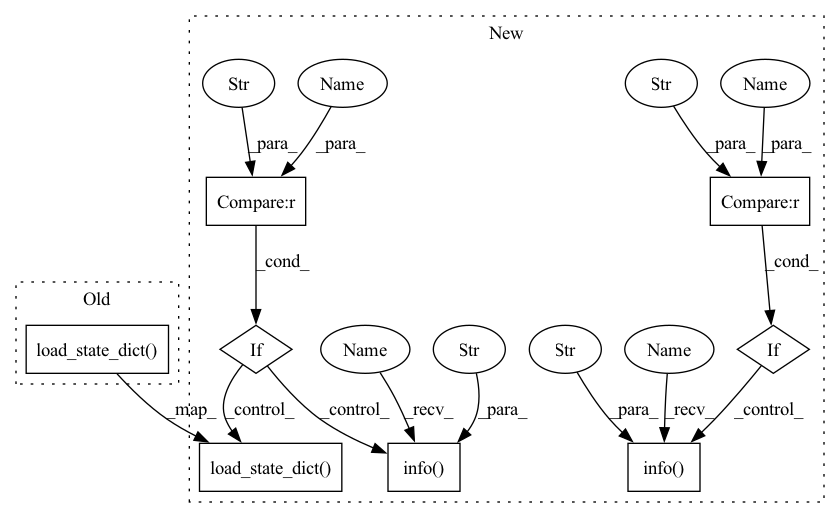 New
Str Name Str Name
_para_ _para_ _para_ _para_
Compare:r Compare:r
_cond_ _cond_
Old
load_state_dict() If Name Str Str Name If
_map_ _control_ _control_ _recv_ _para_ _para_ _recv_ _control_
load_state_dict() info() info()